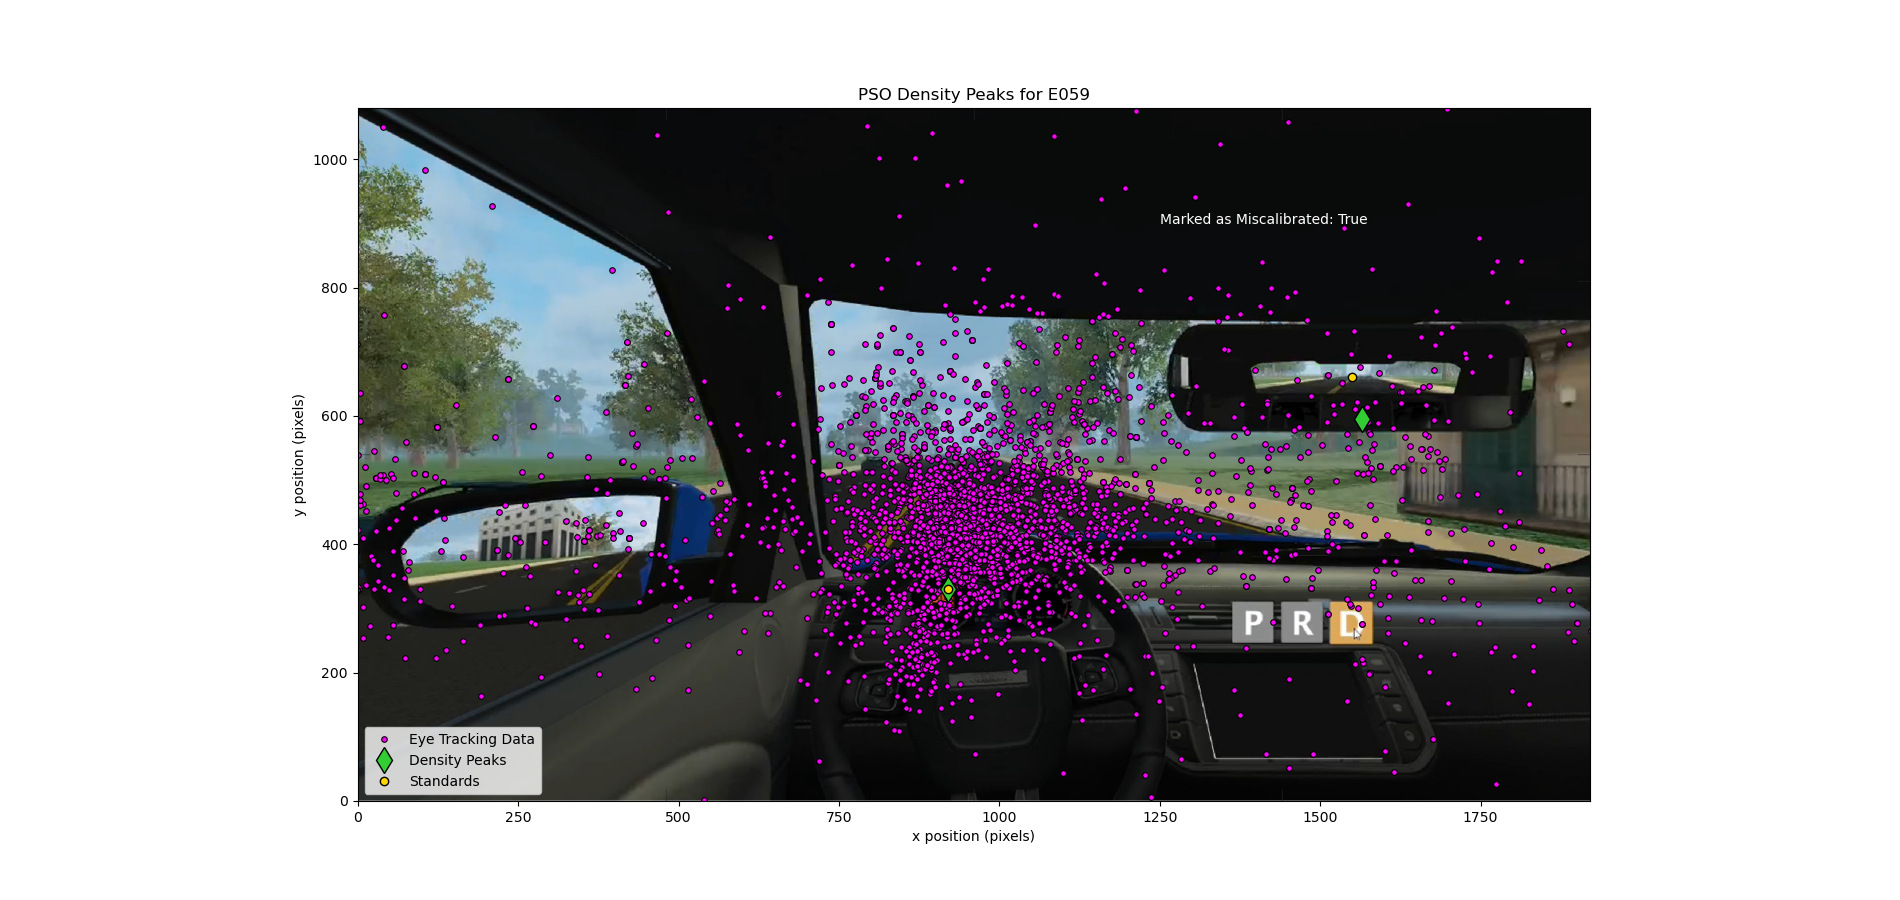 PSO Density Peaks for E059
Marked as Miscalibrated: True
y position (pixels)
1000
800
600
400
200
0
P R D
Eye Tracking Data
Density Peaks
Standards
0 250 500 750 1000 1250 1500 1750
x position (pixels)